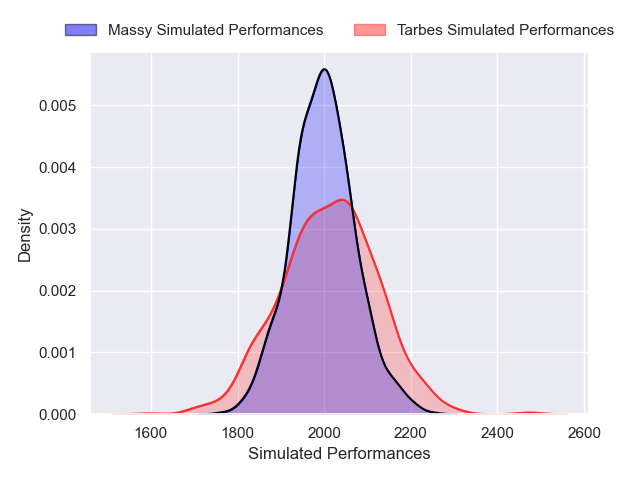 Massy Simulated Performances Tarbes Simulated Performances
0.005
0.004
0.003
0.002
0.001
0.000
Density
1600 1800 2000 2200 2400 2600
Simulated Performances